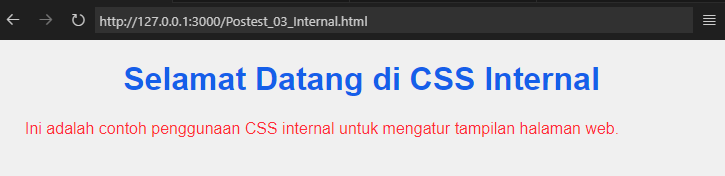 http://127.0.0.1:3000/Postest_03_Internal.html
Selamat Datang di CSS Internal
Ini adalah contoh penggunaan CSS internal untuk mengatur tampilan halaman web.